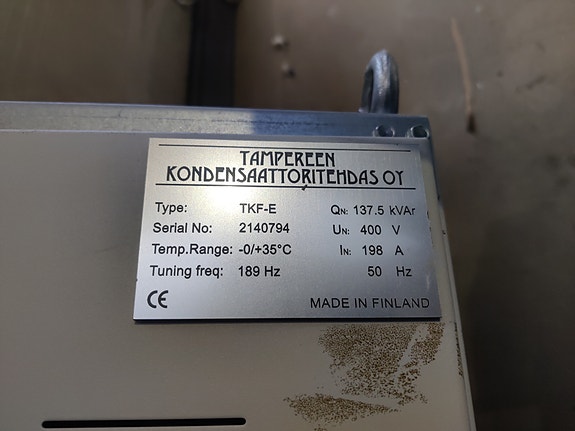 TAMPEREEN
KONDENSAATTORITEHDAS OY
Type: TKF-E QN: 137.5 kVAr
Serial No: 2140794 UN: 400 V
Temp.Range: -0/+35°C IN: 198 A
Tuning freq: 189 Hz 50 Hz
CE MADE IN FINLAND